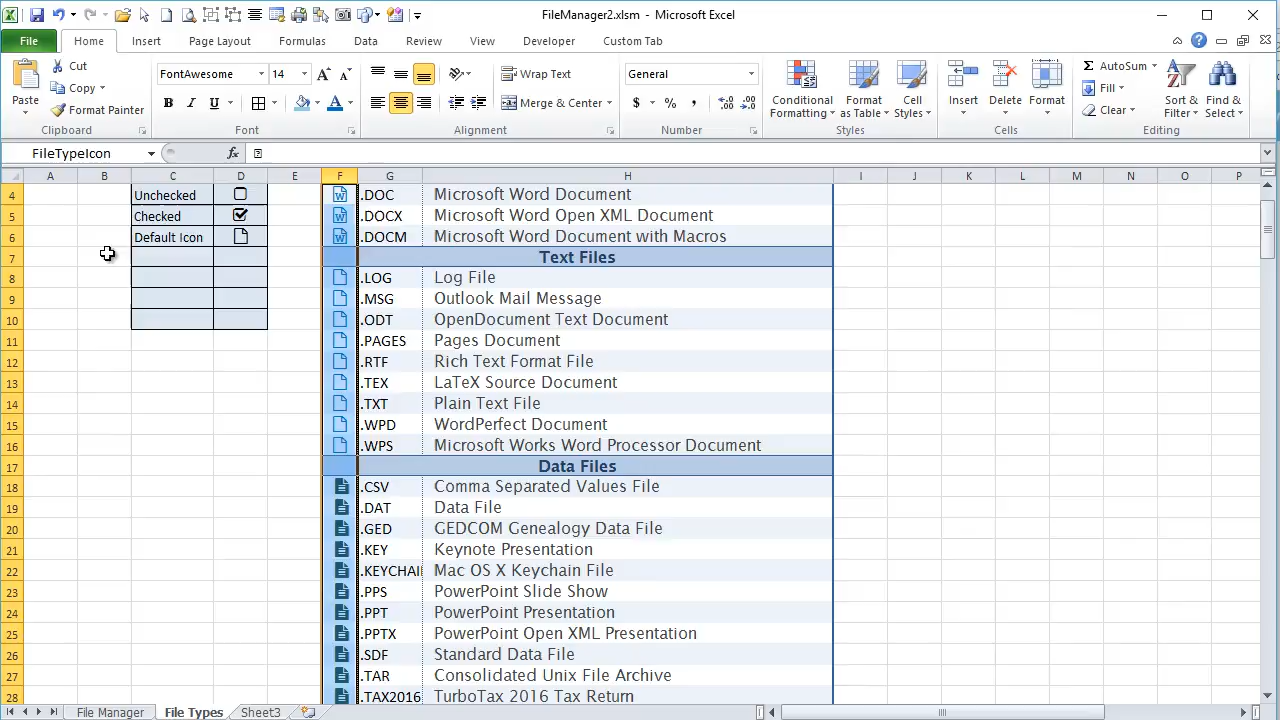 FileManager2.xlsm - Microsoft Excel
File Home Insert Page Layout Formulas Data Review View Developer Custom Tab
Paste Cut Copy Format Painter Clipboard
FontAwesome 14 B I U Font
Wrap Text Merge & Center Alignment
General $ % , Number
Conditional Formatting Format as Table Cell Styles Styles
Insert Delete Format Cells
AutoSum Fill Clear Sort & Filter Find & Select Editing
FileTypeIcon fx
A B C D E F G H I J K L M N O P
4 Unchecked .DOC Microsoft Word Document
5 Checked .DOCX Microsoft Word Open XML Document
6 Default Icon .DOCM Microsoft Word Document with Macros
7 Text Files
8 .LOG Log File
9 .MSG Outlook Mail Message
10 .ODT OpenDocument Text Document
11 .PAGES Pages Document
12 .RTF Rich Text Format File
13 .TEX LaTeX Source Document
14 .TXT Plain Text File
15 .WPD WordPerfect Document
16 .WPS Microsoft Works Word Processor Document
17 Data Files
18 .CSV Comma Separated Values File
19 .DAT Data File
20 .GED GEDCOM Genealogy Data File
21 .KEY Keynote Presentation
22 .KEYCHAI Mac OS X Keychain File
23 .PPS PowerPoint Slide Show
24 .PPT PowerPoint Presentation
25 .PPTX PowerPoint Open XML Presentation
26 .SDF Standard Data File
27 .TAR Consolidated Unix File Archive
28 .TAX2016 TurboTax 2016 Tax Return
File Manager File Types Sheet3